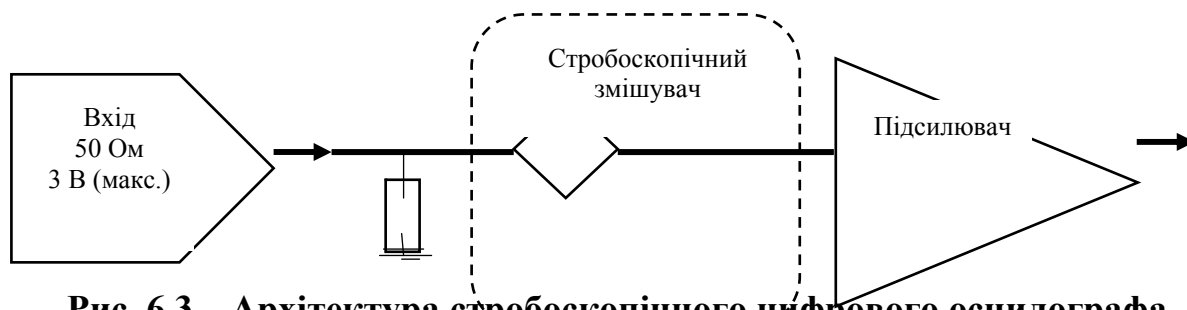 Стробоскопічний
змішувач
Вхід
50 Ом
3 В (макс.)
Підсилювач
Рис. 6.3. Архітектура стробоскопічного цифрового осцилографа